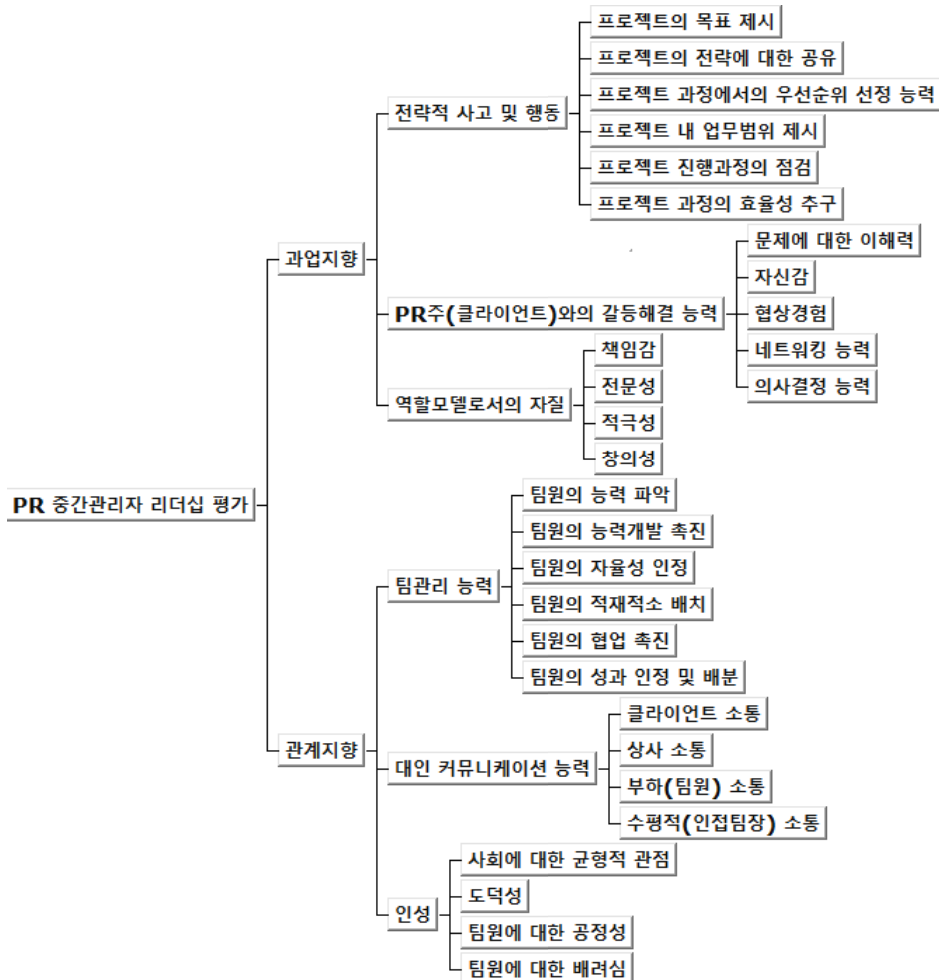 PR 중간관리자 리더십 평가
과업지향
전략적 사고 및 행동
프로젝트의 목표 제시
프로젝트의 전략에 대한 공유
프로젝트 과정에서의 우선순위 선정 능력
프로젝트 내 업무범위 제시
프로젝트 진행과정의 점검
프로젝트 과정의 효율성 추구
PR주(클라이언트)와의 갈등해결 능력
문제에 대한 이해력
자신감
협상경험
네트워킹 능력
의사결정 능력
역할모델로서의 자질
책임감
전문성
적극성
창의성
관계지향
팀관리 능력
팀원의 능력 파악
팀원의 능력개발 촉진
팀원의 자율성 인정
팀원의 적재적소 배치
팀원의 협업 촉진
팀원의 성과 인정 및 배분
대인 커뮤니케이션 능력
클라이언트 소통
상사 소통
부하(팀원) 소통
수평적(인접팀장) 소통
인성
사회에 대한 균형적 관점
도덕성
팀원에 대한 공정성
팀원에 대한 배려심